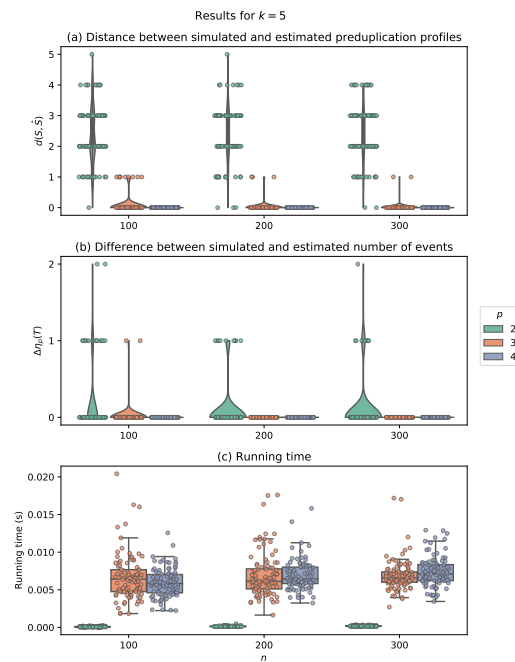 Results for k = 5
(a) Distance between simulated and estimated preduplication profiles
5
4
3
2
1
0
d(S, Ŝ)
100
200
300
(b) Difference between simulated and estimated number of events
2
1
0
Δηₚ(T)
100
200
300
p
2
3
4
(c) Running time
0.020
0.015
0.010
0.005
0.000
Running time (s)
100
200
300
n